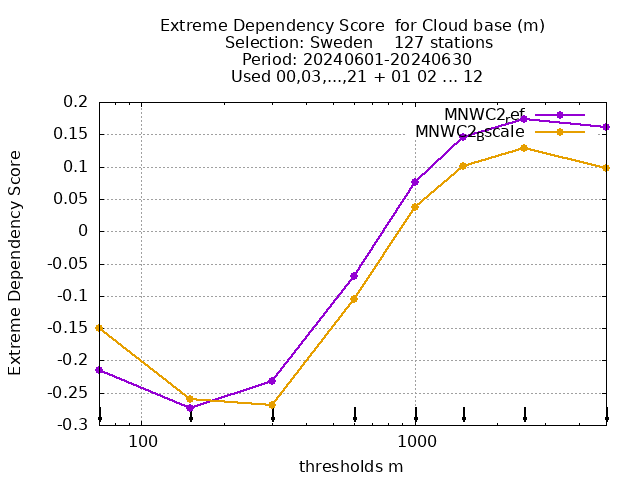 Extreme Dependency Score  for Cloud base (m)
Selection: Sweden    127 stations
Period: 20240601-20240630
Used 00,03,...,21 + 01 02 ... 12
MNWC2_ref
MNWC2_Bscale
0.2
0.15
0.1
0.05
0
-0.05
-0.1
-0.15
-0.2
-0.25
-0.3
100
1000
Extreme Dependency Score
thresholds m